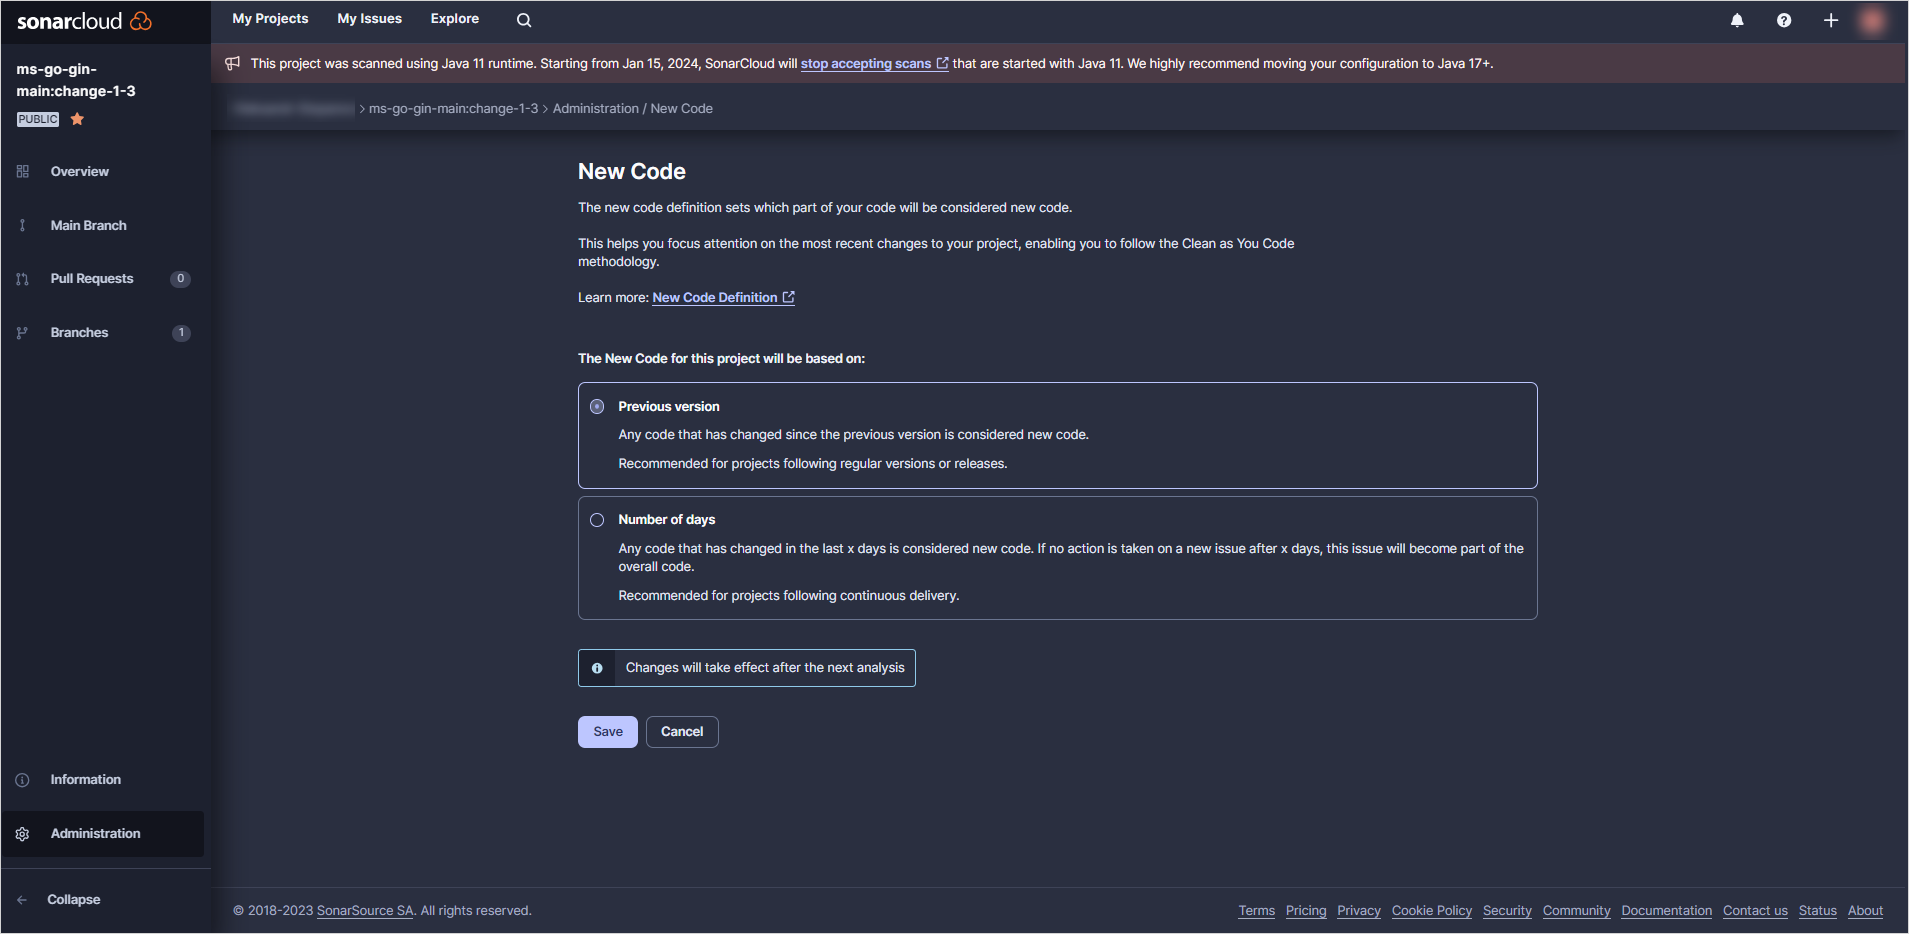 sonarcloud
My Projects My Issues Explore
ms-go-gin-
main:change-1-3
PUBLIC
This project was scanned using Java 11 runtime. Starting from Jan 15, 2024, SonarCloud will stop accepting scans that are started with Java 11. We highly recommend moving your configuration to Java 17+.
> ms-go-gin-main:change-1-3 > Administration / New Code
Overview
Main Branch
Pull Requests 0
Branches 1
New Code
The new code definition sets which part of your code will be considered new code.
This helps you focus attention on the most recent changes to your project, enabling you to follow the Clean as You Code
methodology.
Learn more: New Code Definition
The New Code for this project will be based on:
Previous version
Any code that has changed since the previous version is considered new code.
Recommended for projects following regular versions or releases.
Number of days
Any code that has changed in the last x days is considered new code. If no action is taken on a new issue after x days, this issue will become part of the
overall code.
Recommended for projects following continuous delivery.
Changes will take effect after the next analysis
Save Cancel
Information
Administration
Collapse
© 2018-2023 SonarSource SA. All rights reserved.
Terms Pricing Privacy Cookie Policy Security Community Documentation Contact us Status About